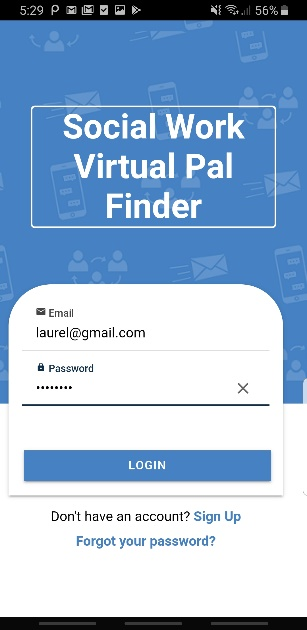 5:29 56%
Social Work
Virtual Pal
Finder
Email
laurel@gmail.com
Password
••••••••
LOGIN
Don't have an account? Sign Up
Forgot your password?